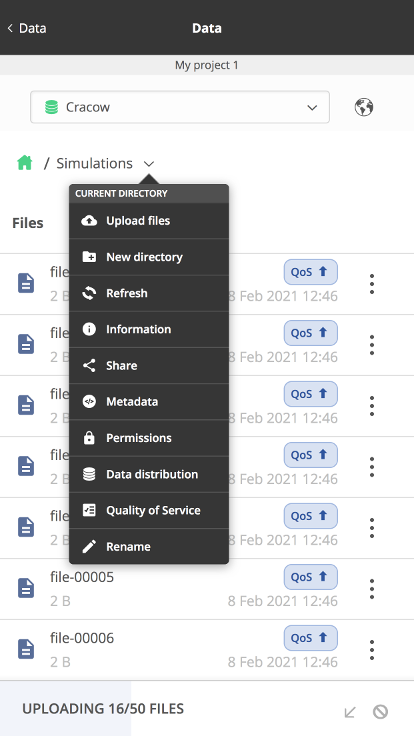 Data
Data
My project 1
Cracow
/ Simulations
CURRENT DIRECTORY
Upload files
New directory
Refresh
Information
Share
Metadata
Permissions
Data distribution
Quality of Service
Rename
Files
file
QoS
2 B
8 Feb 2021 12:46
file
QoS
2 B
8 Feb 2021 12:46
file
QoS
2 B
8 Feb 2021 12:46
file
QoS
2 B
8 Feb 2021 12:46
file
QoS
2 B
8 Feb 2021 12:46
file-00005
QoS
2 B
8 Feb 2021 12:46
file-00006
QoS
2 B
8 Feb 2021 12:46
UPLOADING 16/50 FILES